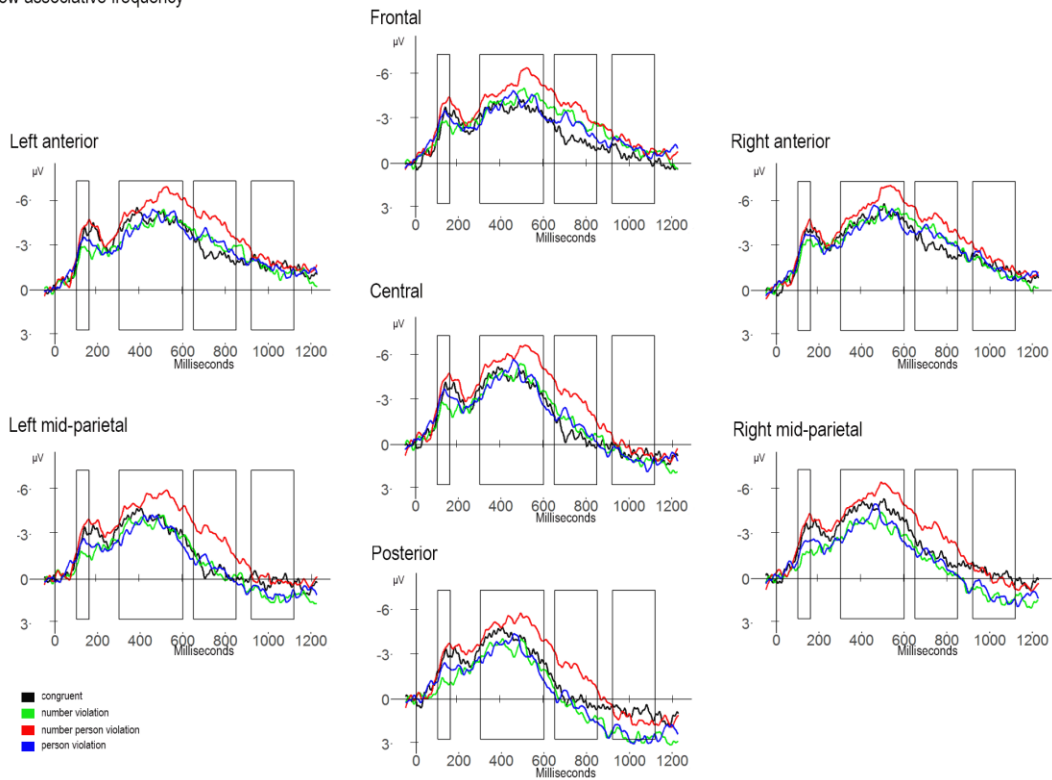 associative frequency
Frontal
µV
-6
-3
0
3
0 200 400 600 800 1000 1200
Milliseconds
Left anterior
µV
-6
-3
0
3
0 200 400 600 800 1000 1200
Milliseconds
Right anterior
µV
-6
-3
0
3
0 200 400 600 800 1000 1200
Milliseconds
Central
µV
-6
-3
0
3
0 200 400 600 800 1000 1200
Milliseconds
Left mid-parietal
µV
-6
-3
0
3
0 200 400 600 800 1000 1200
Milliseconds
Right mid-parietal
µV
-6
-3
0
3
0 200 400 600 800 1000 1200
Milliseconds
Posterior
µV
-6
-3
0
3
0 200 400 600 800 1000 1200
Milliseconds
congruent
number violation
number person violation
person violation